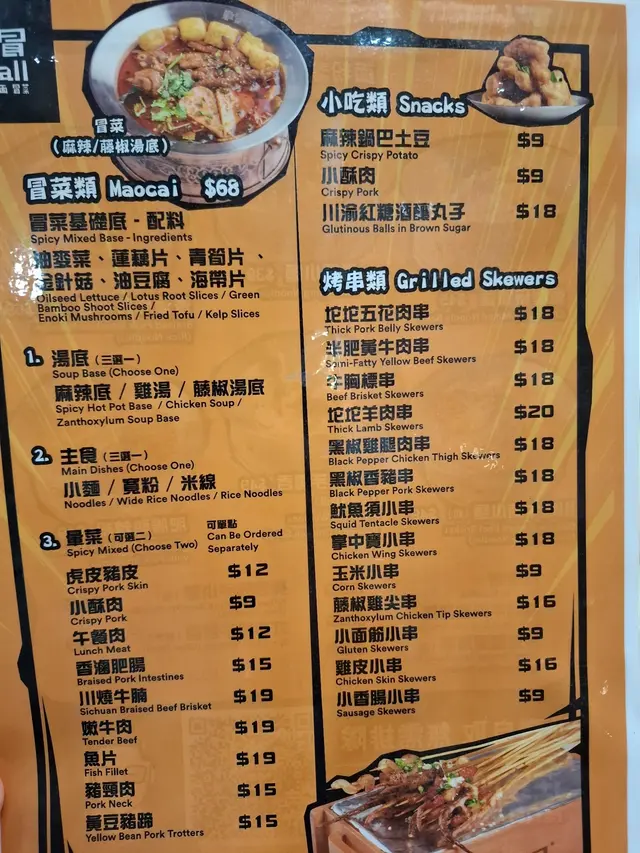 冒
all
冒菜
冒菜
(麻辣/藤椒湯底)
冒菜類 Maocai $68
冒菜基礎底 - 配料
Spicy Mixed Base - Ingredients
油麥菜、蓮藕片、青筍片、
金針菇、油豆腐、海帶片
Oilseed Lettuce / Lotus Root Slices / Green
Bamboo Shoot Slices /
Enoki Mushrooms / Fried Tofu / Kelp Slices
1. 湯底 (三選一)
Soup Base (Choose One)
麻辣底 / 雞湯 / 藤椒湯底
Spicy Hot Pot Base / Chicken Soup /
Zanthoxylum Soup Base
2. 主食 (三選一)
Main Dishes (Choose One)
小麵 / 寬粉 / 米線
Noodles / Wide Rice Noodles / Rice Noodles
3. 葷菜 (可選二) 可單點
Spicy Mixed (Choose Two) Can Be Ordered
Separately
虎皮豬皮 $12
Crispy Pork Skin
小酥肉 $9
Crispy Pork
午餐肉 $12
Lunch Meat
香滷肥腸 $15
Braised Pork Intestines
川燒牛腩 $19
Sichuan Braised Beef Brisket
嫩牛肉 $19
Tender Beef
魚片 $19
Fish Fillet
豬頸肉 $15
Pork Neck
黃豆豬蹄 $15
Yellow Bean Pork Trotters
小吃類 Snacks
麻辣鍋巴土豆 $9
Spicy Crispy Potato
小酥肉 $9
Crispy Pork
川渝紅糖酒釀丸子 $18
Glutinous Balls in Brown Sugar
烤串類 Grilled Skewers
坨坨五花肉串 $18
Thick Pork Belly Skewers
半肥黃牛肉串 $18
Semi-Fatty Yellow Beef Skewers
牛胸標串 $18
Beef Brisket Skewers
坨坨羊肉串 $20
Thick Lamb Skewers
黑椒雞腿肉串 $18
Black Pepper Chicken Thigh Skewers
黑椒香豬串 $18
Black Pepper Pork Skewers
魷魚須小串 $18
Squid Tentacle Skewers
掌中寶小串 $18
Chicken Wing Skewers
玉米小串 $9
Corn Skewers
藤椒雞尖串 $16
Zanthoxylum Chicken Tip Skewers
小面筋小串 $9
Gluten Skewers
雞皮小串 $16
Chicken Skin Skewers
小香腸小串 $9
Sausage Skewers